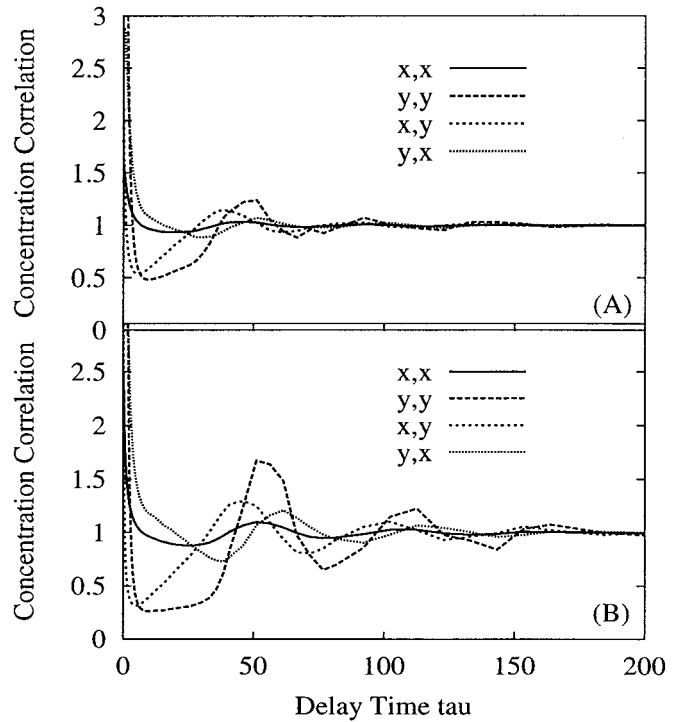 3
2.5
2
1.5
1
0.5
0
Concentration Correlation
x,x
y,y
x,y
y,x
(A)
2.5
2
1.5
1
0.5
0
Concentration Correlation
x,x
y,y
x,y
y,x
(B)
0 50 100 150 200
Delay Time tau